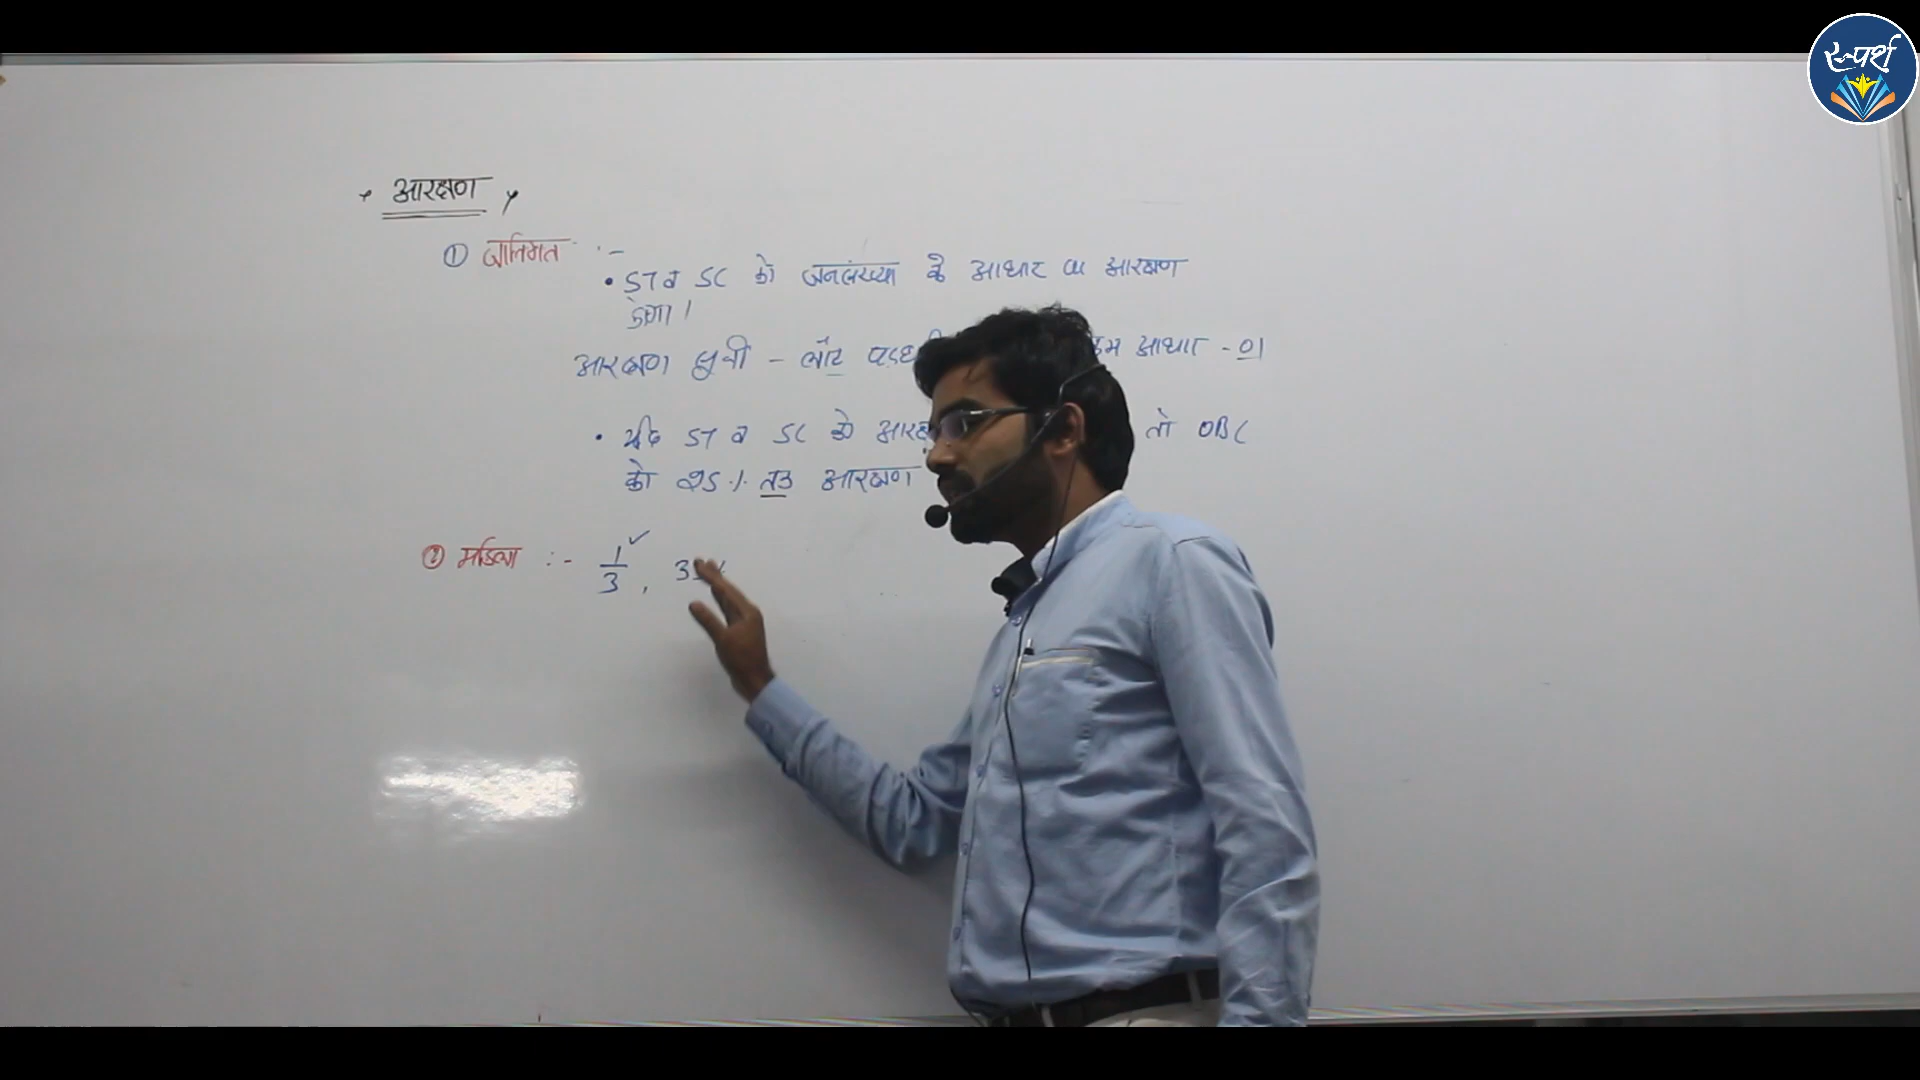 स्पर्श
आरक्षण
① जातिगत :-
• ST व SC को जनसंख्या के आधार पर आरक्षण
देगा।
आरक्षण सूची - लॉट आधार - 01
• यदि ST व SC को तो OBC
को 25% तक आरक्षण
② महिला :- 1/3,